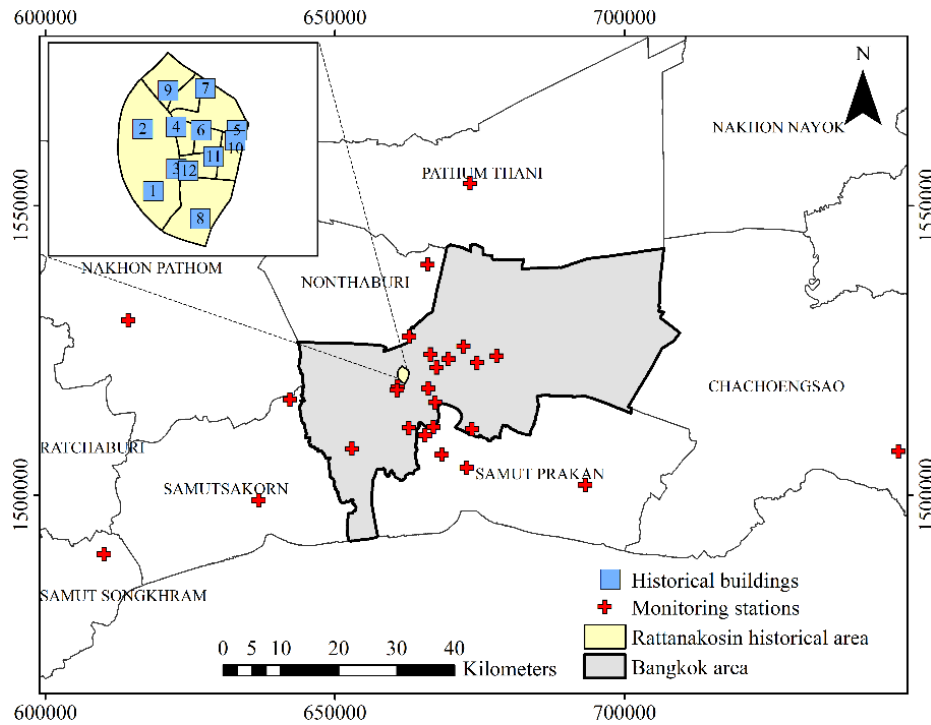 600000 650000 700000
N
9 7
2 4 6 5
10
11
3 12
1
8
NAKHON NAYOK
PATHUM THANI
1550000 1550000
NAKHON PATHOM
NONTHABURI
CHACHOENGSAO
RATCHABURI
SAMUT PRAKAN
SAMUTSAKORN
1500000 1500000
SAMUT SONGKHRAM
Historical buildings
Monitoring stations
Rattanakosin historical area
Bangkok area
0 5 10 20 30 40
Kilometers
600000 650000 700000